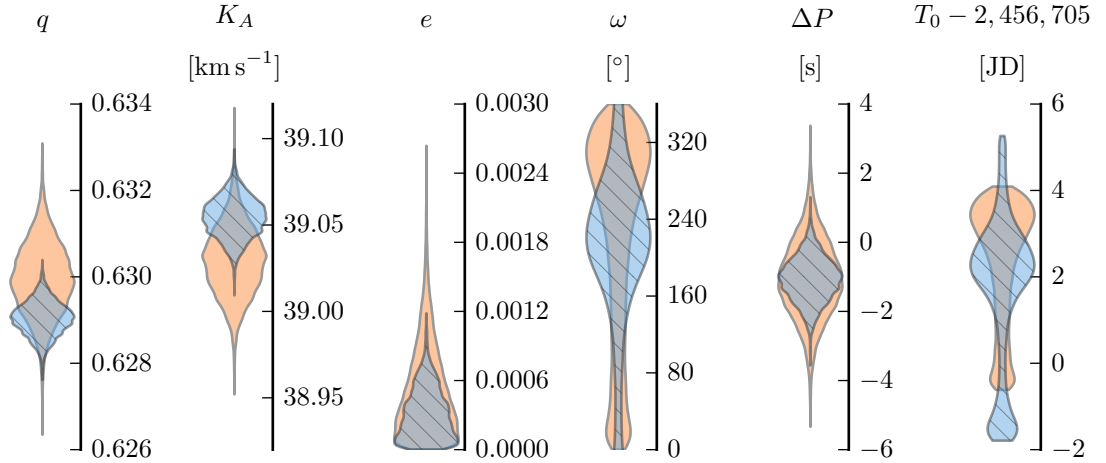 q K_A e ω ΔP T_0 − 2,456,705
[km s^−1] [°] [s] [JD]
0.634 0.0030 4 6
39.10 320
0.632 0.0024 2 4
39.05 240
0.630 0.0018 0 2
39.00 160
0.0012 −2
0.628 0.0006 −4 0
38.95 80
0.626 0.0000 0 −6 −2